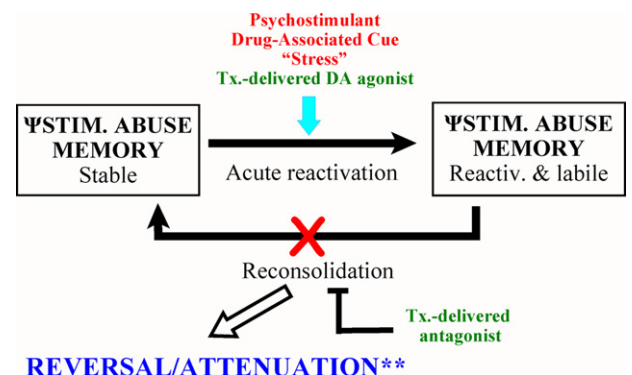 Psychostimulant
Drug-Associated Cue
“Stress”
Tx.-delivered DA agonist
ΨSTIM. ABUSE
MEMORY
Stable
Acute reactivation
ΨSTIM. ABUSE
MEMORY
Reactiv. & labile
Reconsolidation
Tx.-delivered
antagonist
REVERSAL/ATTENUATION**